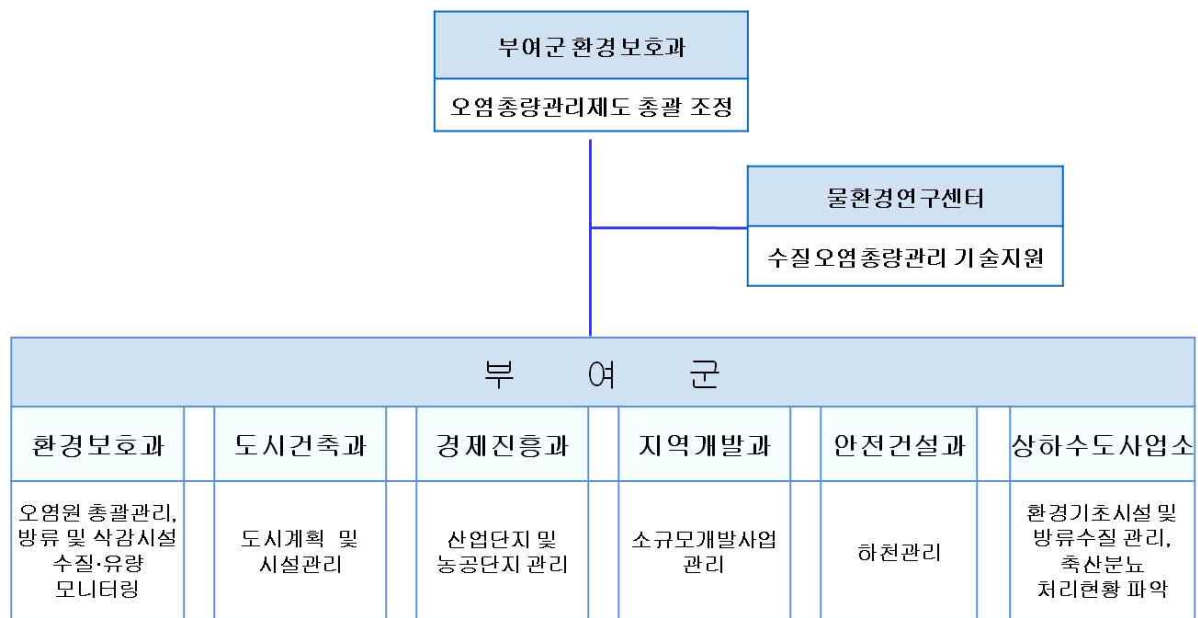 부여군 환경보호과
오염총량관리제도 총괄 조정
물환경연구센터
수질오염총량관리 기술지원
부 여 군
환경보호과
오염원 총괄관리,
방류 및 삭감시설
수질·유량
모니터링
도시건축과
도시계획 및
시설관리
경제진흥과
산업단지 및
농공단지 관리
지역개발과
소규모개발사업
관리
안전건설과
하천관리
상하수도사업소
환경기초시설 및
방류수질 관리,
축산분뇨
처리현황 파악